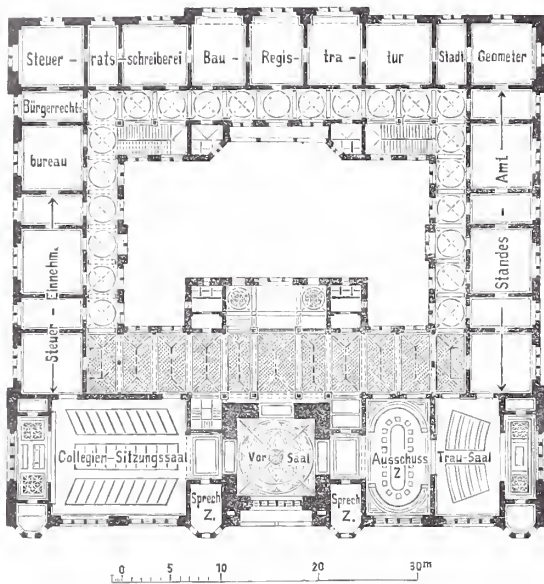 Steuer - rats - schreiberei Bau - Regis - tra - tur Stadt Geometer
Bürgerrechts
bureau
Steuer - Einnehm.
Amt
-
Standes
Collegien-Sitzungssaal
Vor Saal
Ausschuss
Z.
Trau-Saal
Sprech
Z.
Sprech
Z.
0 5 10 20 30m